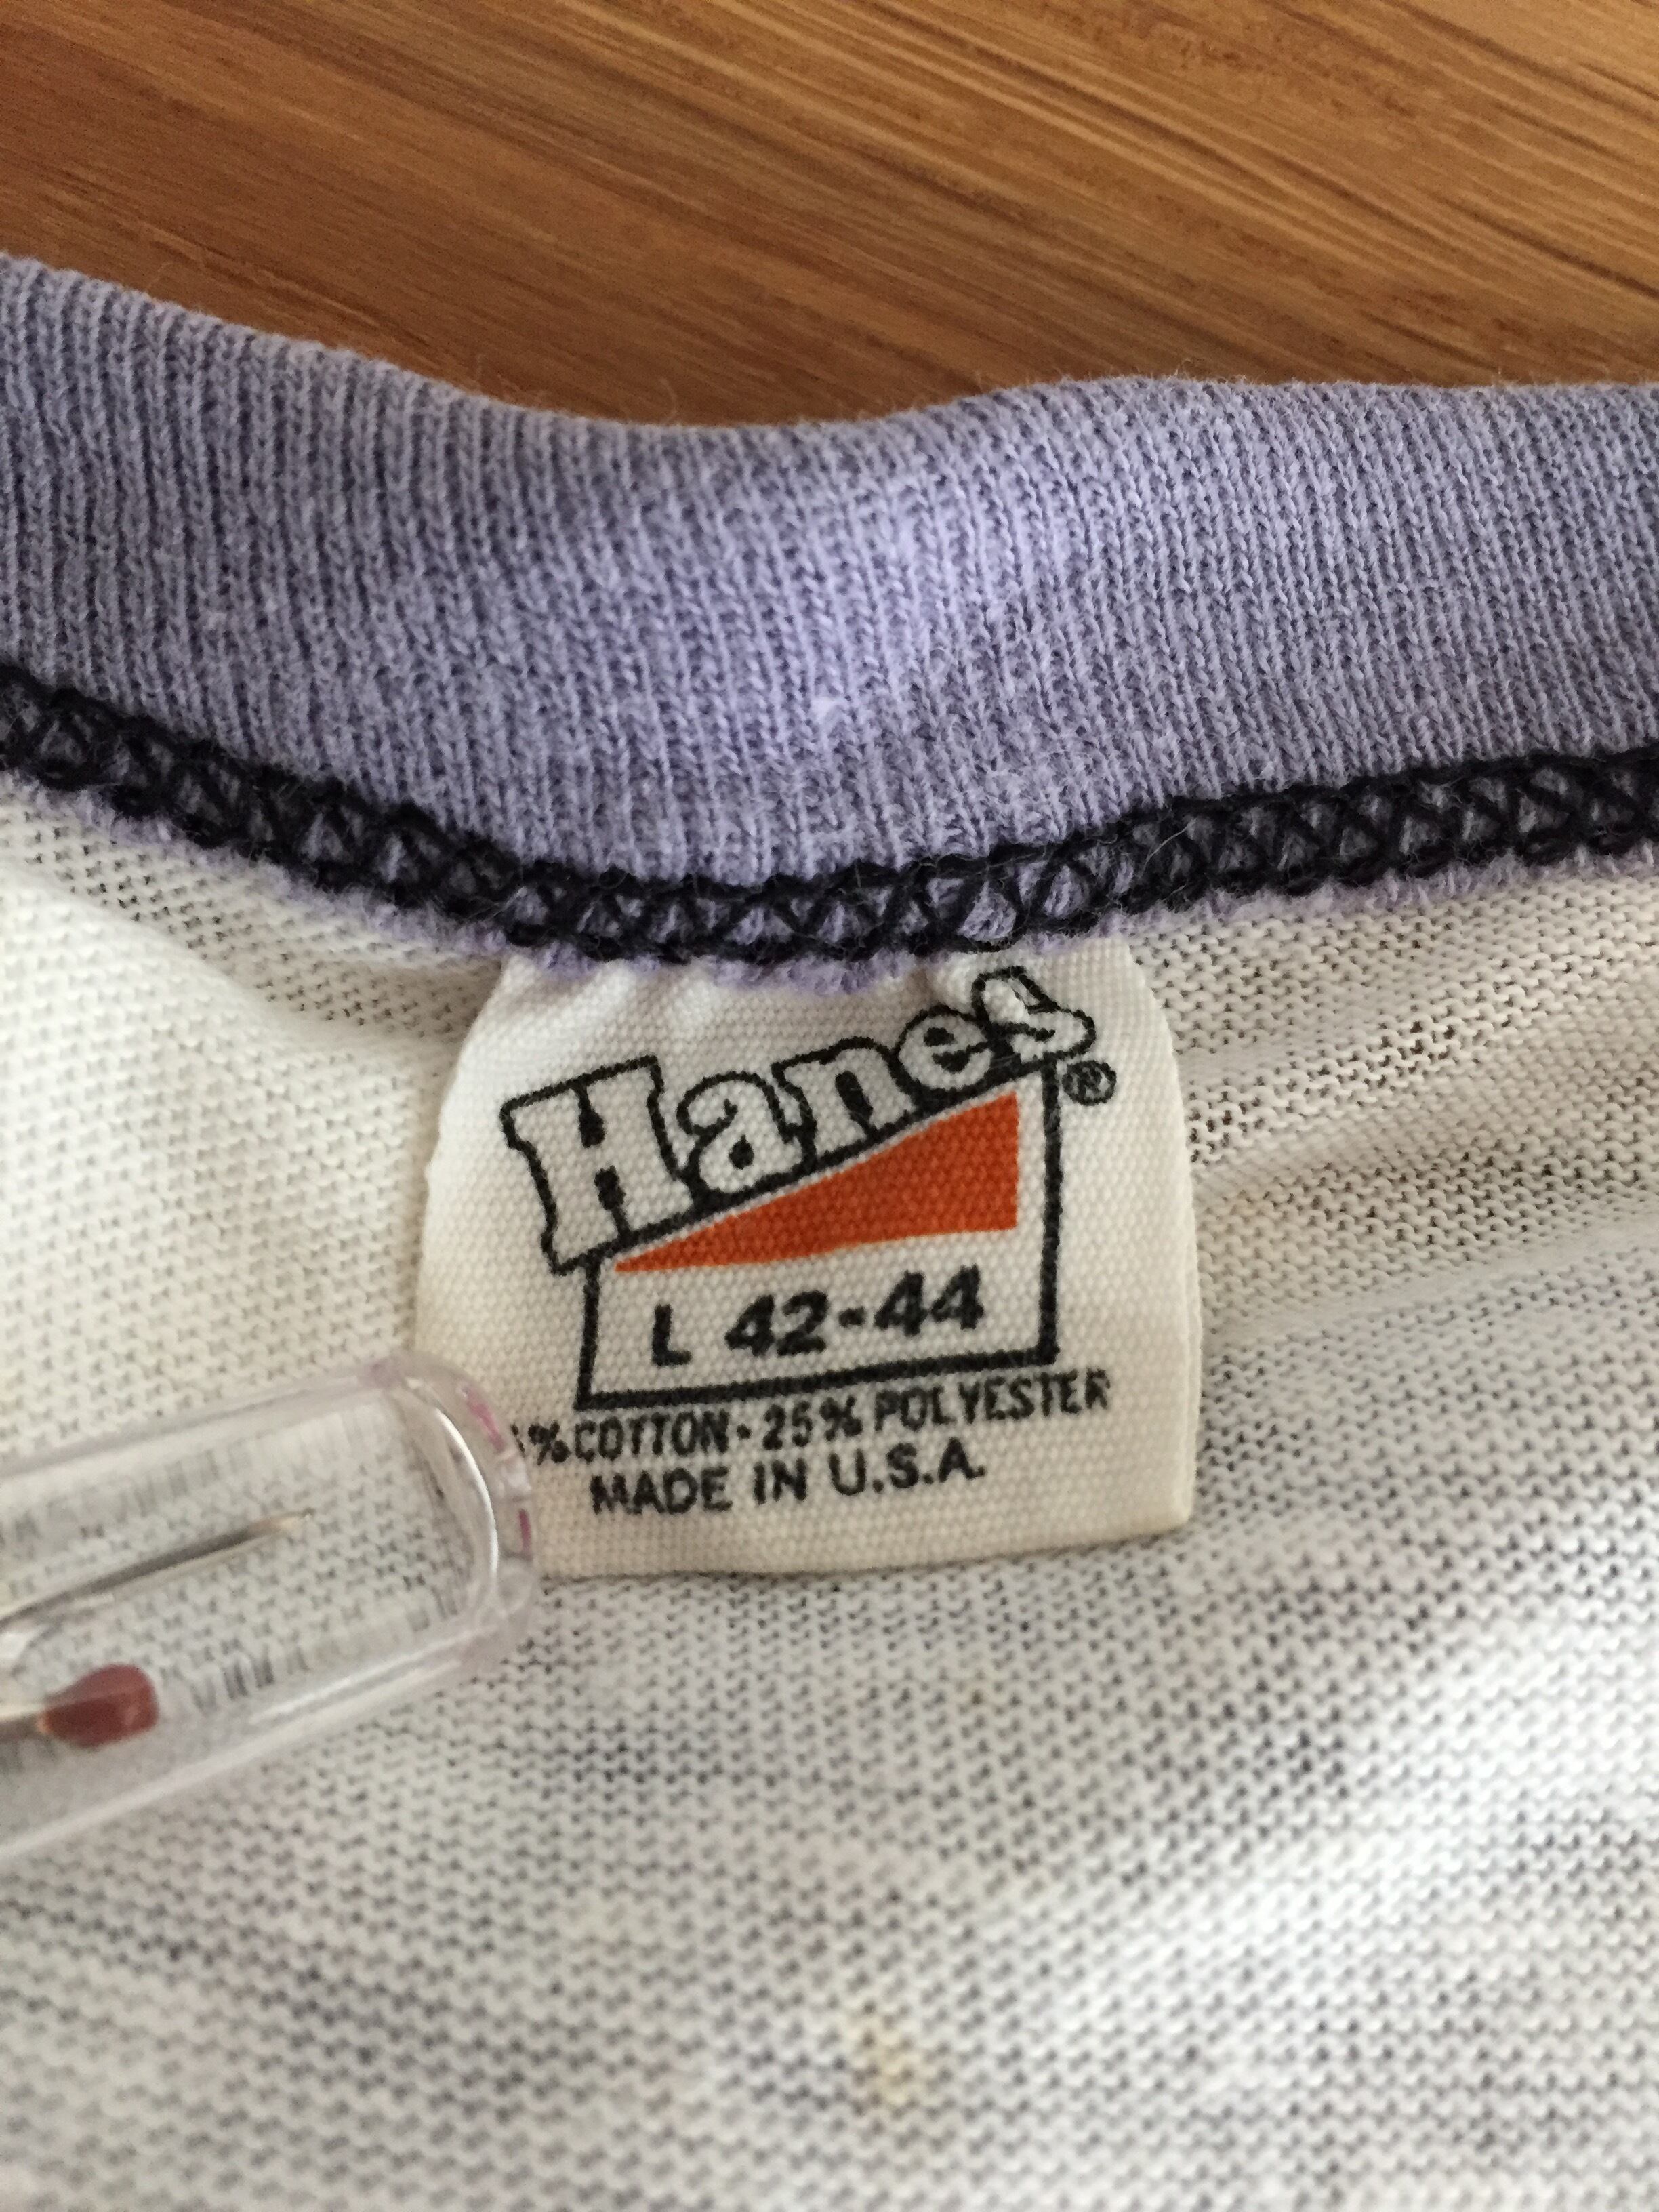 Hanes®
L 42-44
% COTTON • 25% POLYESTER
MADE IN U.S.A.